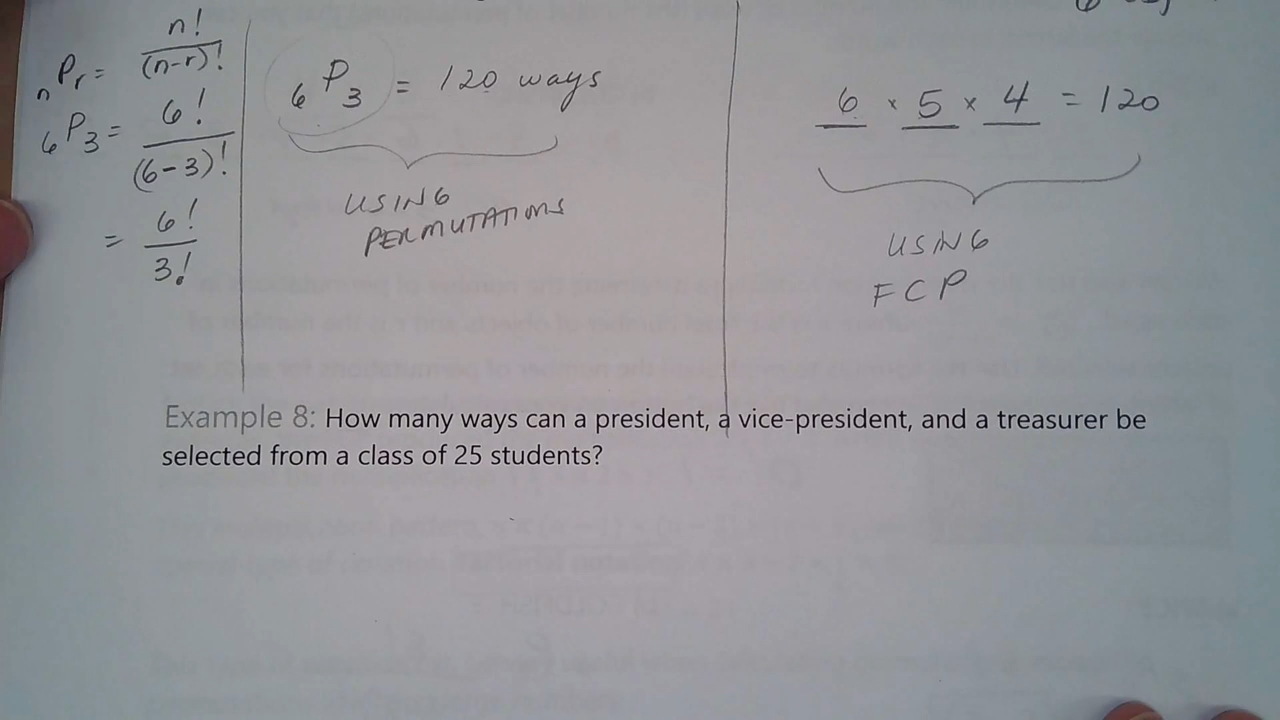 nPr = n!/(n-r)!
6P3 = 6!/(6-3)!
= 6!/3!
6P3 = 120 ways
USING
PERMUTATIONS
6 × 5 × 4 = 120
USING
FCP
Example 8: How many ways can a president, a vice-president, and a treasurer be
selected from a class of 25 students?